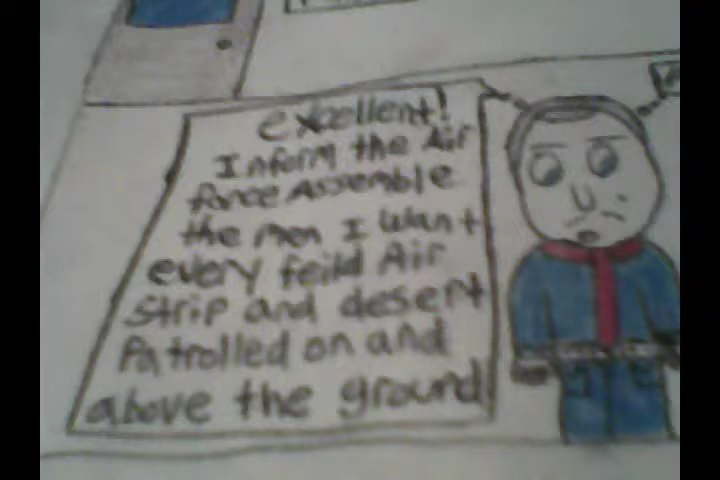 excellent!
Inform the Air
force Assemble
the men I want
every feild Air
strip and desert
Patrolled on and
above the ground